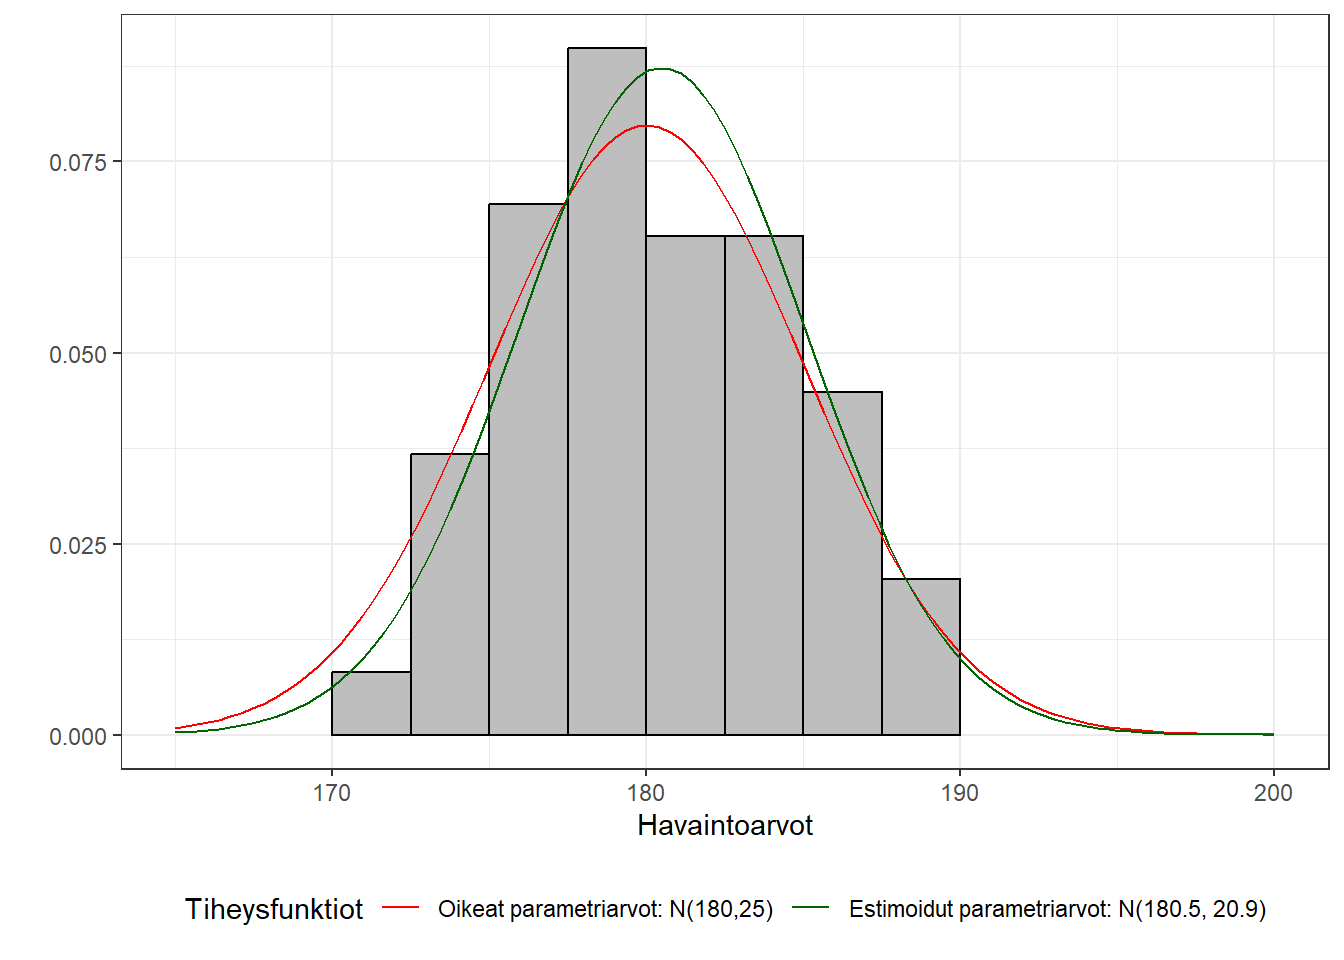 0.075
0.050
0.025
0.000
170 180 190 200
Havaintoarvot
Tiheysfunktiot Oikeat parametriarvot: N(180,25) Estimoidut parametriarvot: N(180.5, 20.9)